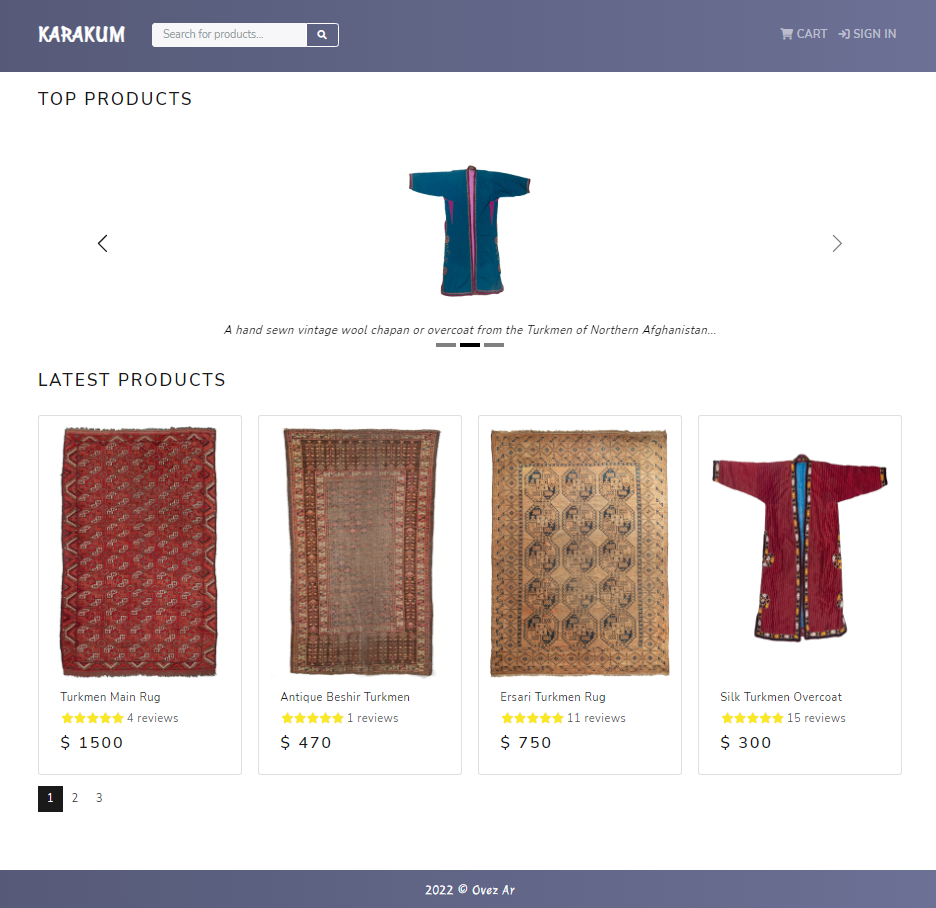 KARAKUM
Search for products...
CART
SIGN IN
TOP PRODUCTS
A hand sewn vintage wool chapan or overcoat from the Turkmen of Northern Afghanistan...
LATEST PRODUCTS
Turkmen Main Rug
4 reviews
$ 1500
Antique Beshir Turkmen
1 reviews
$ 470
Ersari Turkmen Rug
11 reviews
$ 750
Silk Turkmen Overcoat
15 reviews
$ 300
1 2 3
2022 © Ovez Ar